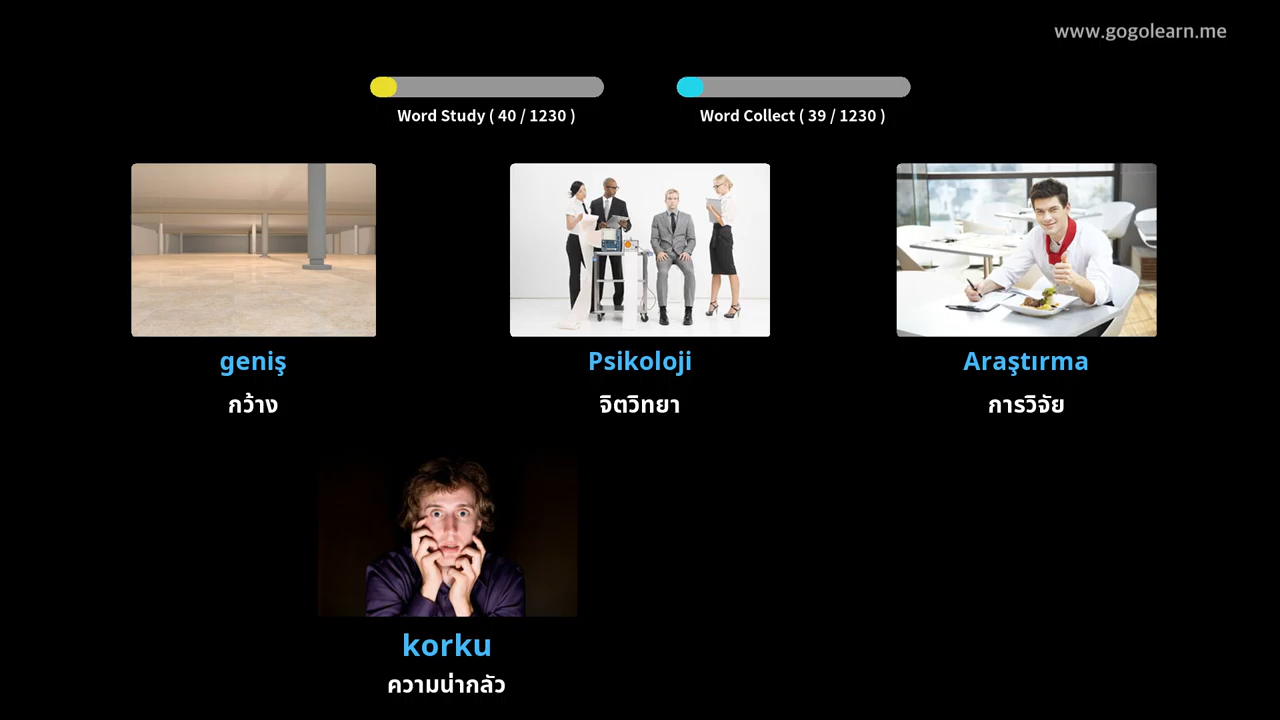 www.gogolearn.me
Word Study ( 40 / 1230 )
Word Collect ( 39 / 1230 )
geniş
Psikoloji
Araştırma
กว้าง
จิตวิทยา
การวิจัย
korku
ความน่ากลัว